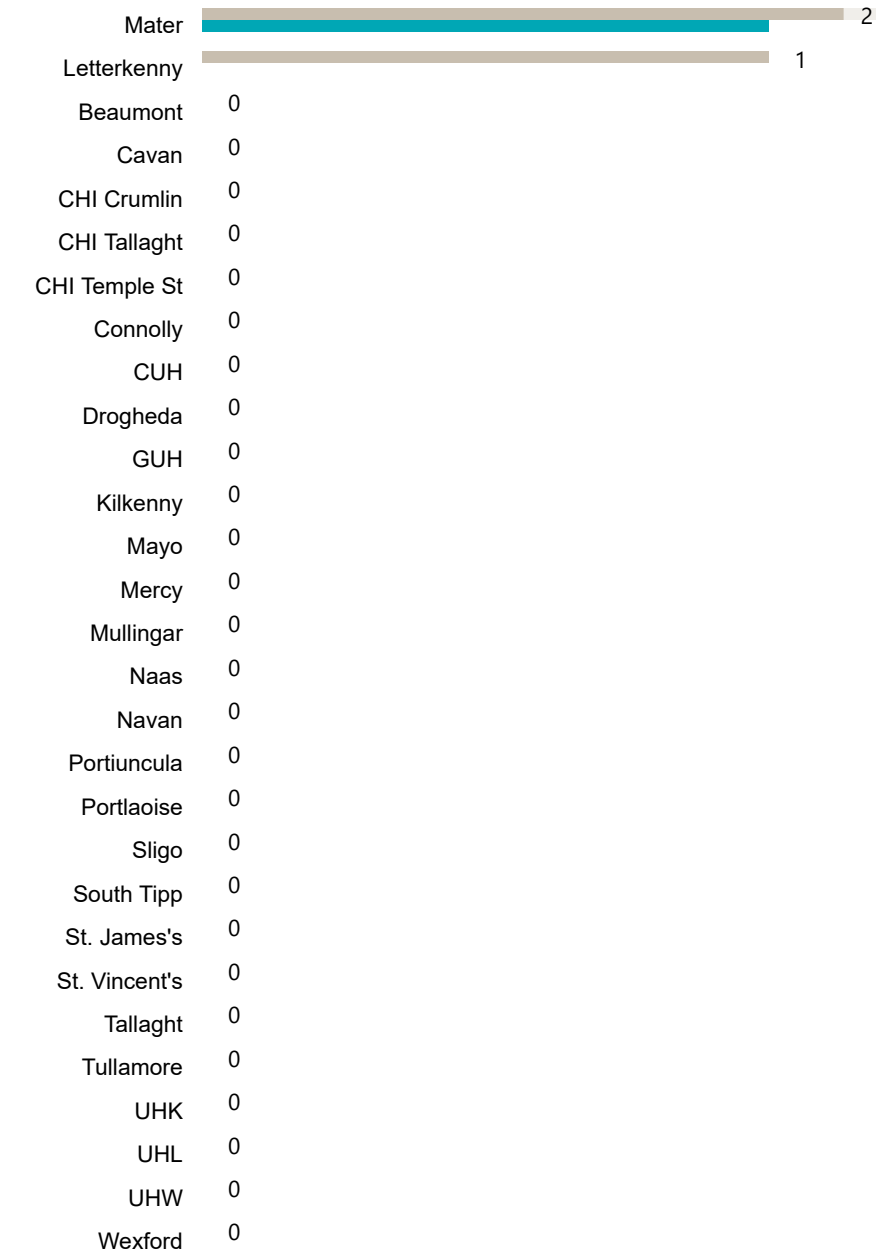 Mater 2
Letterkenny 1
Beaumont 0
Cavan 0
CHI Crumlin 0
CHI Tallaght 0
CHI Temple St 0
Connolly 0
CUH 0
Drogheda 0
GUH 0
Kilkenny 0
Mayo 0
Mercy 0
Mullingar 0
Naas 0
Navan 0
Portiuncula 0
Portlaoise 0
Sligo 0
South Tipp 0
St. James's 0
St. Vincent's 0
Tallaght 0
Tullamore 0
UHK 0
UHL 0
UHW 0
Wexford 0